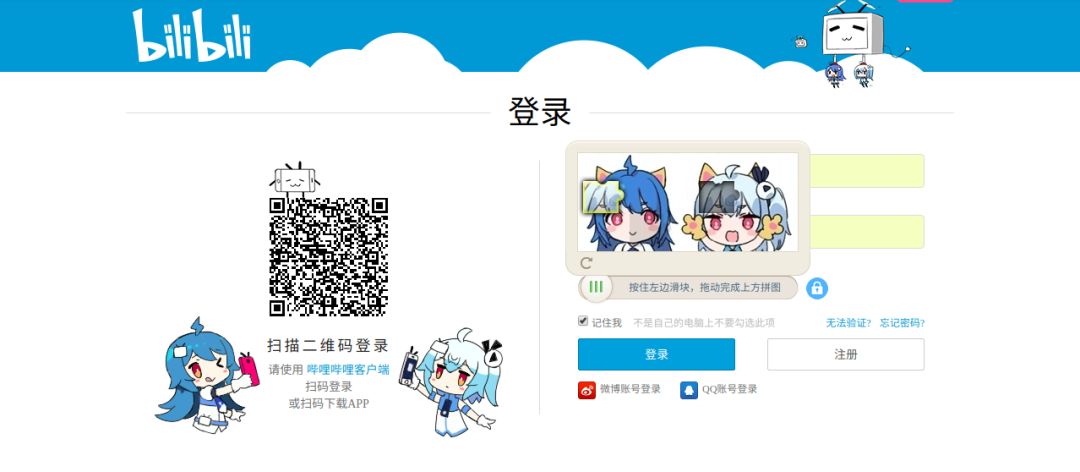 bilibili
登录
扫描二维码登录
请使用 哔哩哔哩客户端
扫码登录
或扫码下载APP
按住左边滑块，拖动完成上方拼图
记住我 不是自己的电脑上不要勾选此项 无法验证? 忘记密码?
登录 注册
微博账号登录 QQ账号登录